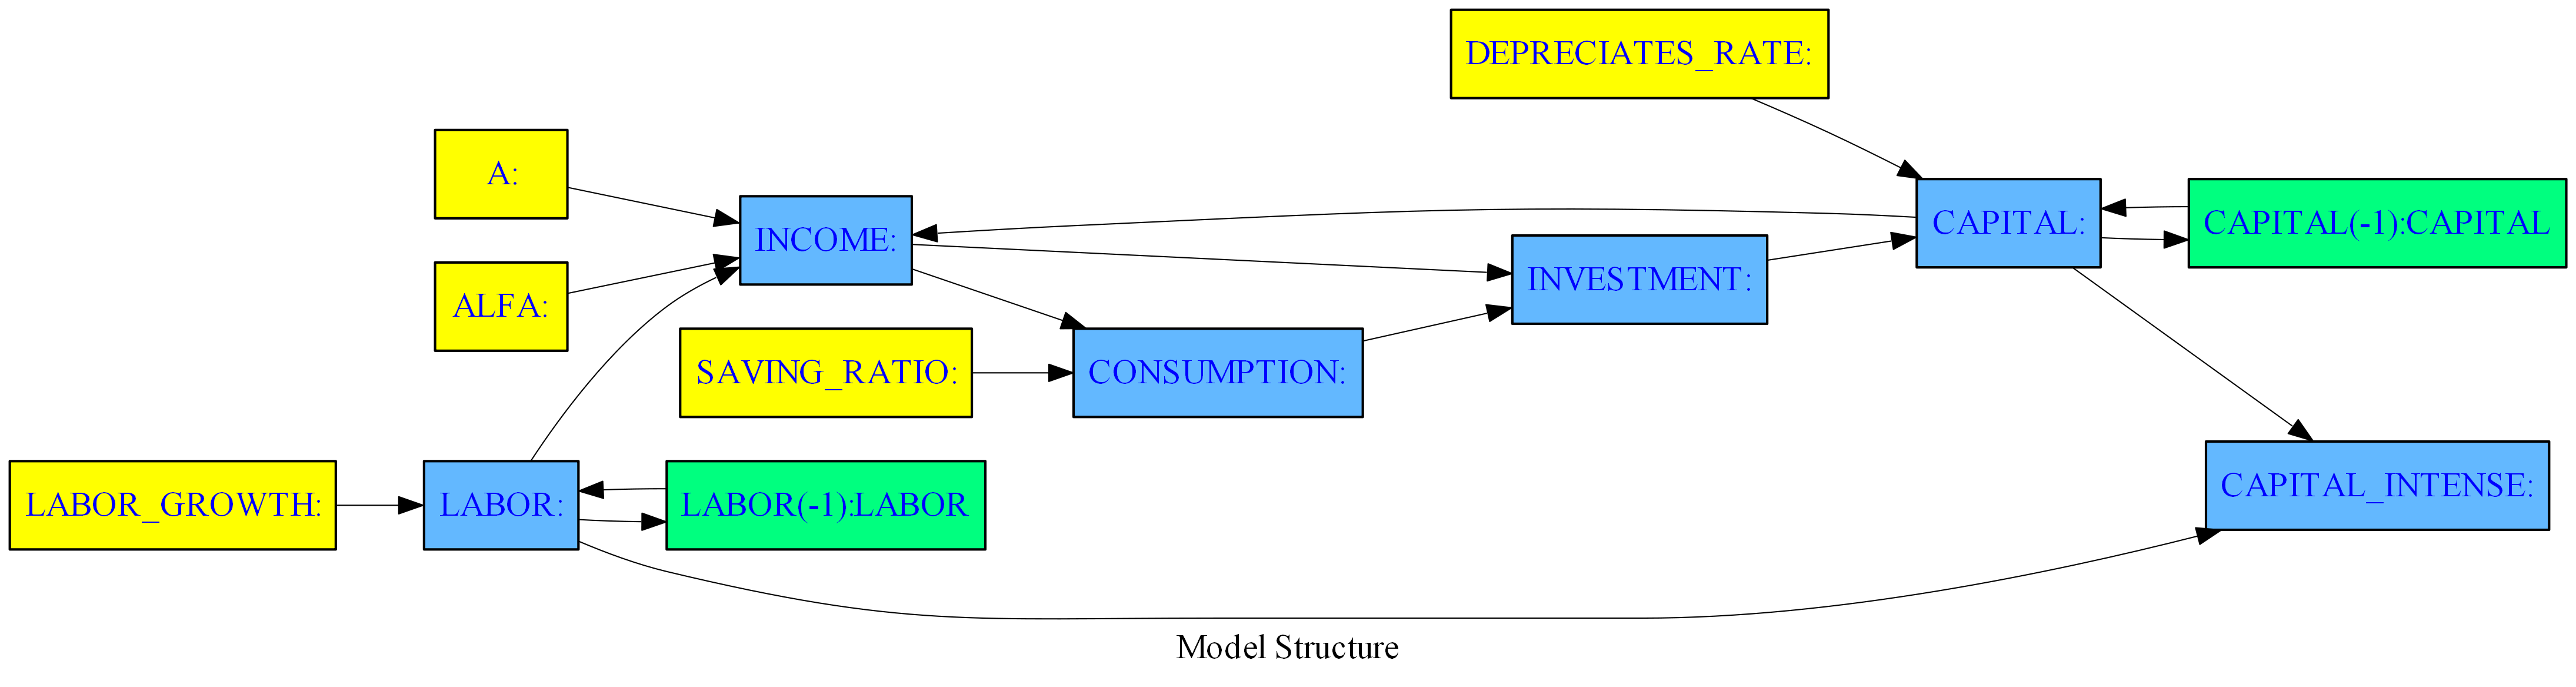 DEPRECIATES_RATE:
A:
INCOME:
CAPITAL:
CAPITAL(-1):CAPITAL
ALFA:
INVESTMENT:
SAVING_RATIO:
CONSUMPTION:
LABOR_GROWTH:
LABOR:
LABOR(-1):LABOR
CAPITAL_INTENSE:
Model Structure